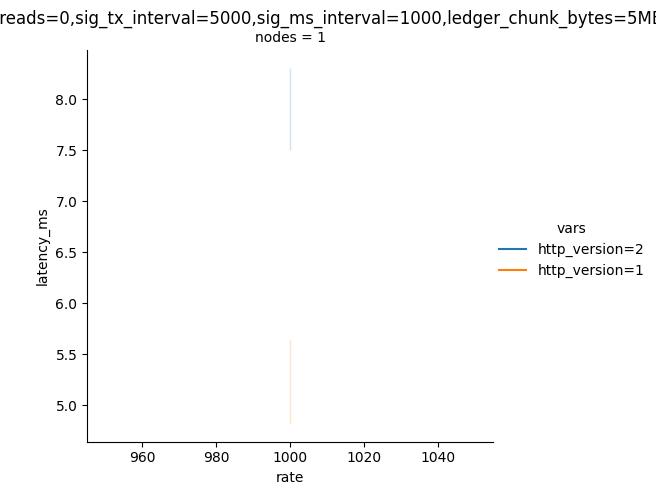 reads=0,sig_tx_interval=5000,sig_ms_interval=1000,ledger_chunk_bytes=5M
nodes = 1
8.0
7.5
7.0
6.5
6.0
5.5
5.0
latency_ms
960 980 1000 1020 1040
rate
vars
http_version=2
http_version=1